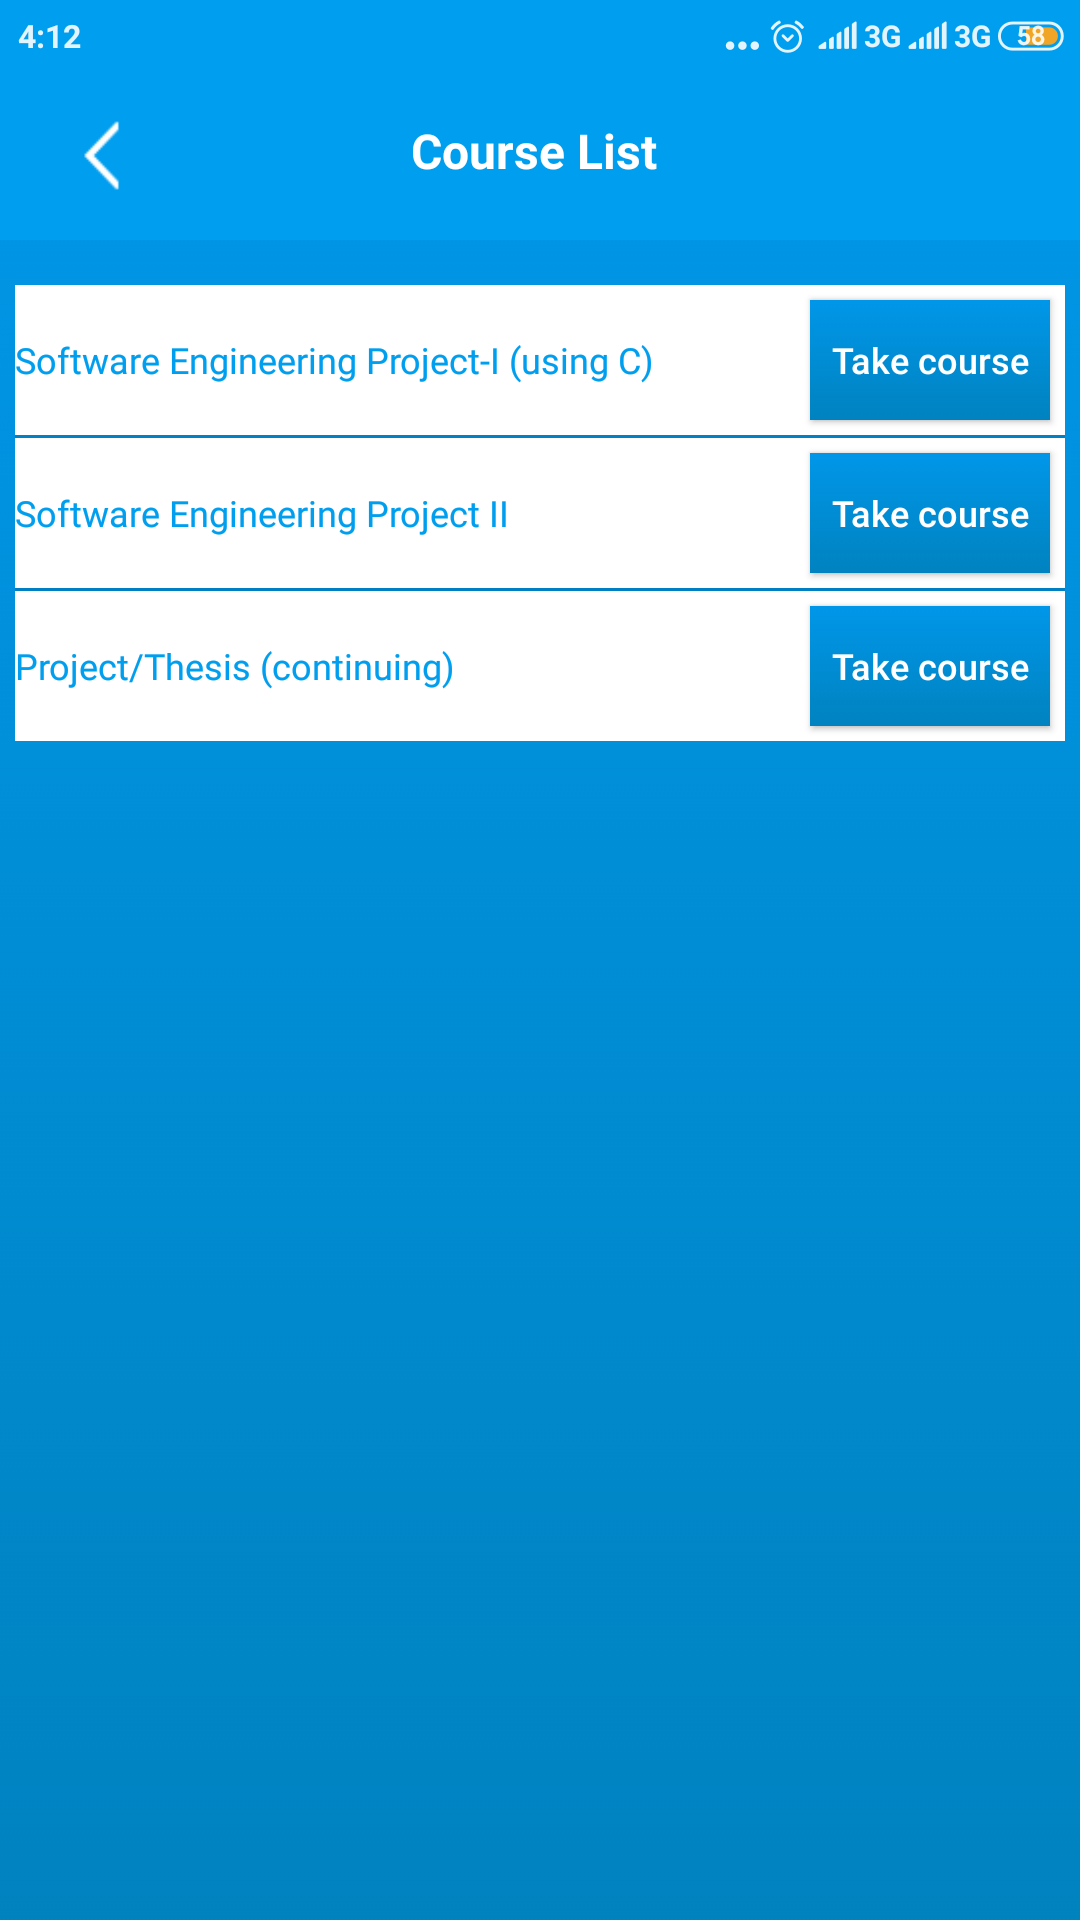 4:12
... 3G 3G 58
Course List
Software Engineering Project-I (using C) Take course
Software Engineering Project II Take course
Project/Thesis (continuing) Take course